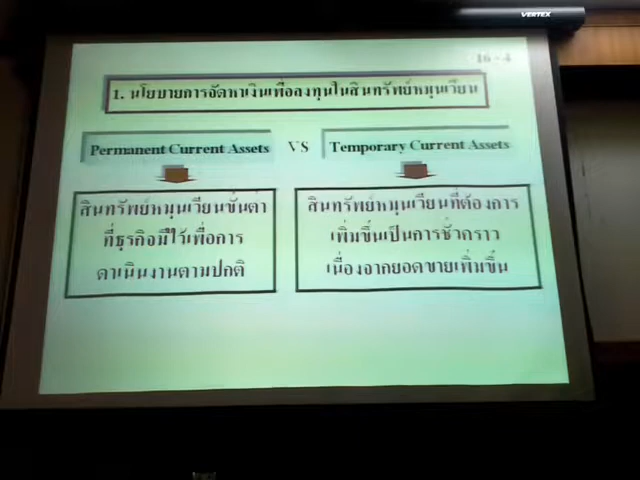 VERTEX
16 - 4
1. นโยบายการจัดหาเงินเพื่อลงทุนในสินทรัพย์หมุนเวียน
Permanent Current Assets VS Temporary Current Assets
สินทรัพย์หมุนเวียนขั้นต่ำ
ที่ธุรกิจมีไว้เพื่อการ
ดำเนินงานตามปกติ
สินทรัพย์หมุนเวียนที่ต้องการ
เพิ่มขึ้นเป็นการชั่วคราว
เนื่องจากยอดขายเพิ่มขึ้น